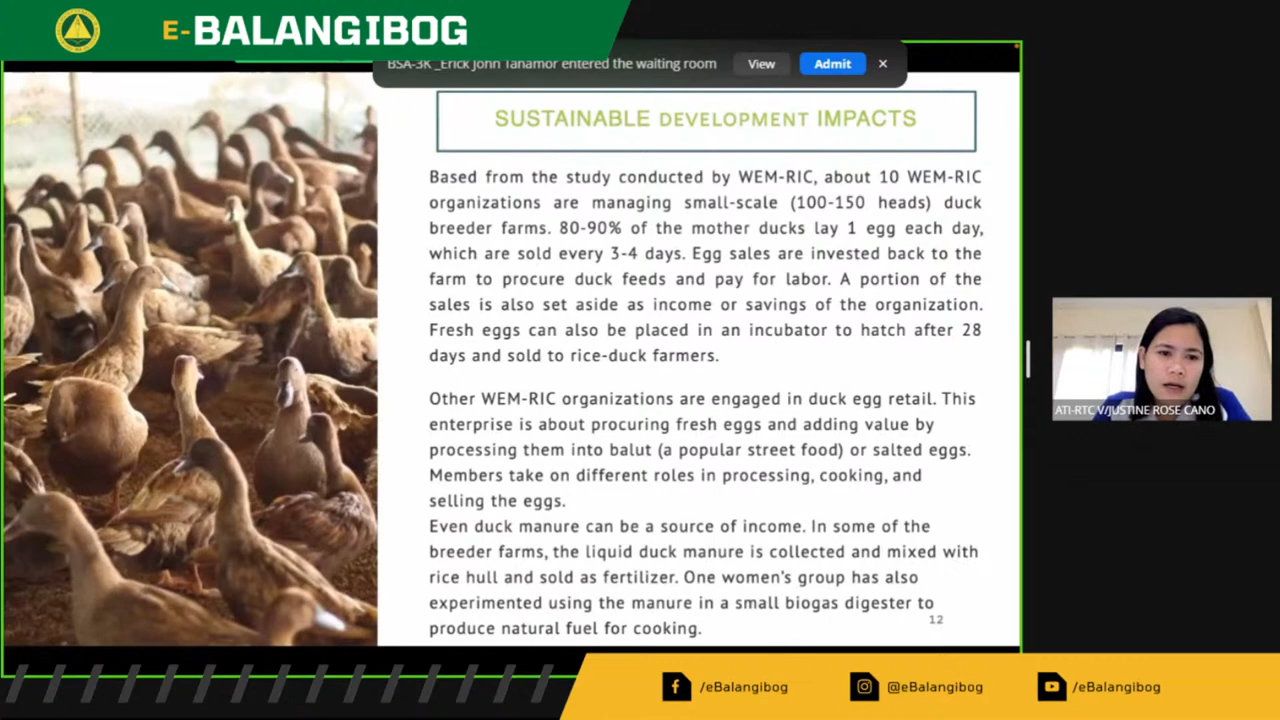 E-BALANGIBOG
BSA-3K _Erick John Tanamor entered the waiting room
View
Admit
SUSTAINABLE DEVELOPMENT IMPACTS
Based from the study conducted by WEM-RIC, about 10 WEM-RIC
organizations are managing small-scale (100-150 heads) duck
breeder farms. 80-90% of the mother ducks lay 1 egg each day,
which are sold every 3-4 days. Egg sales are invested back to the
farm to procure duck feeds and pay for labor. A portion of the
sales is also set aside as income or savings of the organization.
Fresh eggs can also be placed in an incubator to hatch after 28
days and sold to rice-duck farmers.
Other WEM-RIC organizations are engaged in duck egg retail. This
enterprise is about procuring fresh eggs and adding value by
processing them into balut (a popular street food) or salted eggs.
Members take on different roles in processing, cooking, and
selling the eggs.
Even duck manure can be a source of income. In some of the
breeder farms, the liquid duck manure is collected and mixed with
rice hull and sold as fertilizer. One women's group has also
experimented using the manure in a small biogas digester to
produce natural fuel for cooking.
12
ATI-RTC V/JUSTINE ROSE CANO
/eBalangibog
@eBalangibog
/eBalangibog